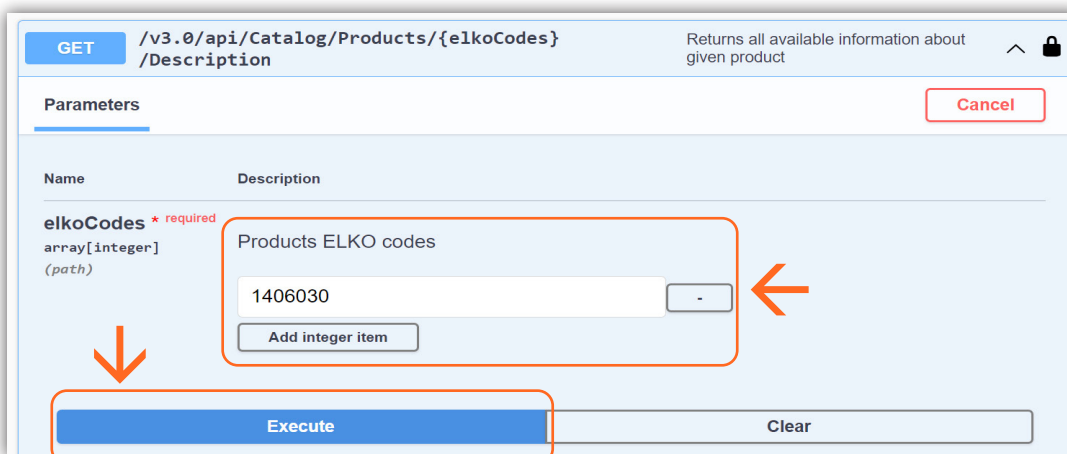 GET
/v3.0/api/Catalog/Products/{elkoCodes}
/Description
Returns all available information about
given product
Parameters
Cancel
Name
Description
elkoCodes * required
array[integer]
(path)
Products ELKO codes
1406030
-
Add integer item
Execute
Clear